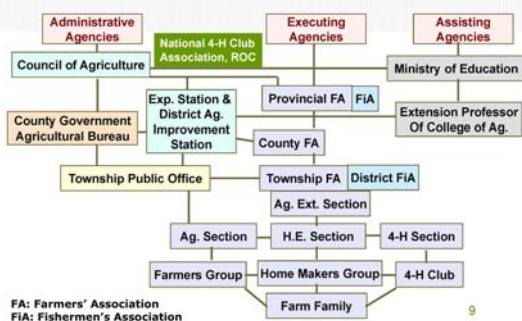 Administrative
Agencies
Executing
Agencies
Assisting
Agencies
National 4-H Club
Association, ROC
Council of Agriculture
Ministry of Education
Exp. Station &
District Ag.
Improvement
Station
Provincial FA
FiA
County Government
Agricultural Bureau
Extension Professor
Of College of Ag.
County FA
Township Public Office
Township FA
District FiA
Ag. Ext. Section
Ag. Section
H.E. Section
4-H Section
Farmers Group
Home Makers Group
4-H Club
Farm Family
FA: Farmers' Association
FiA: Fishermen's Association
9